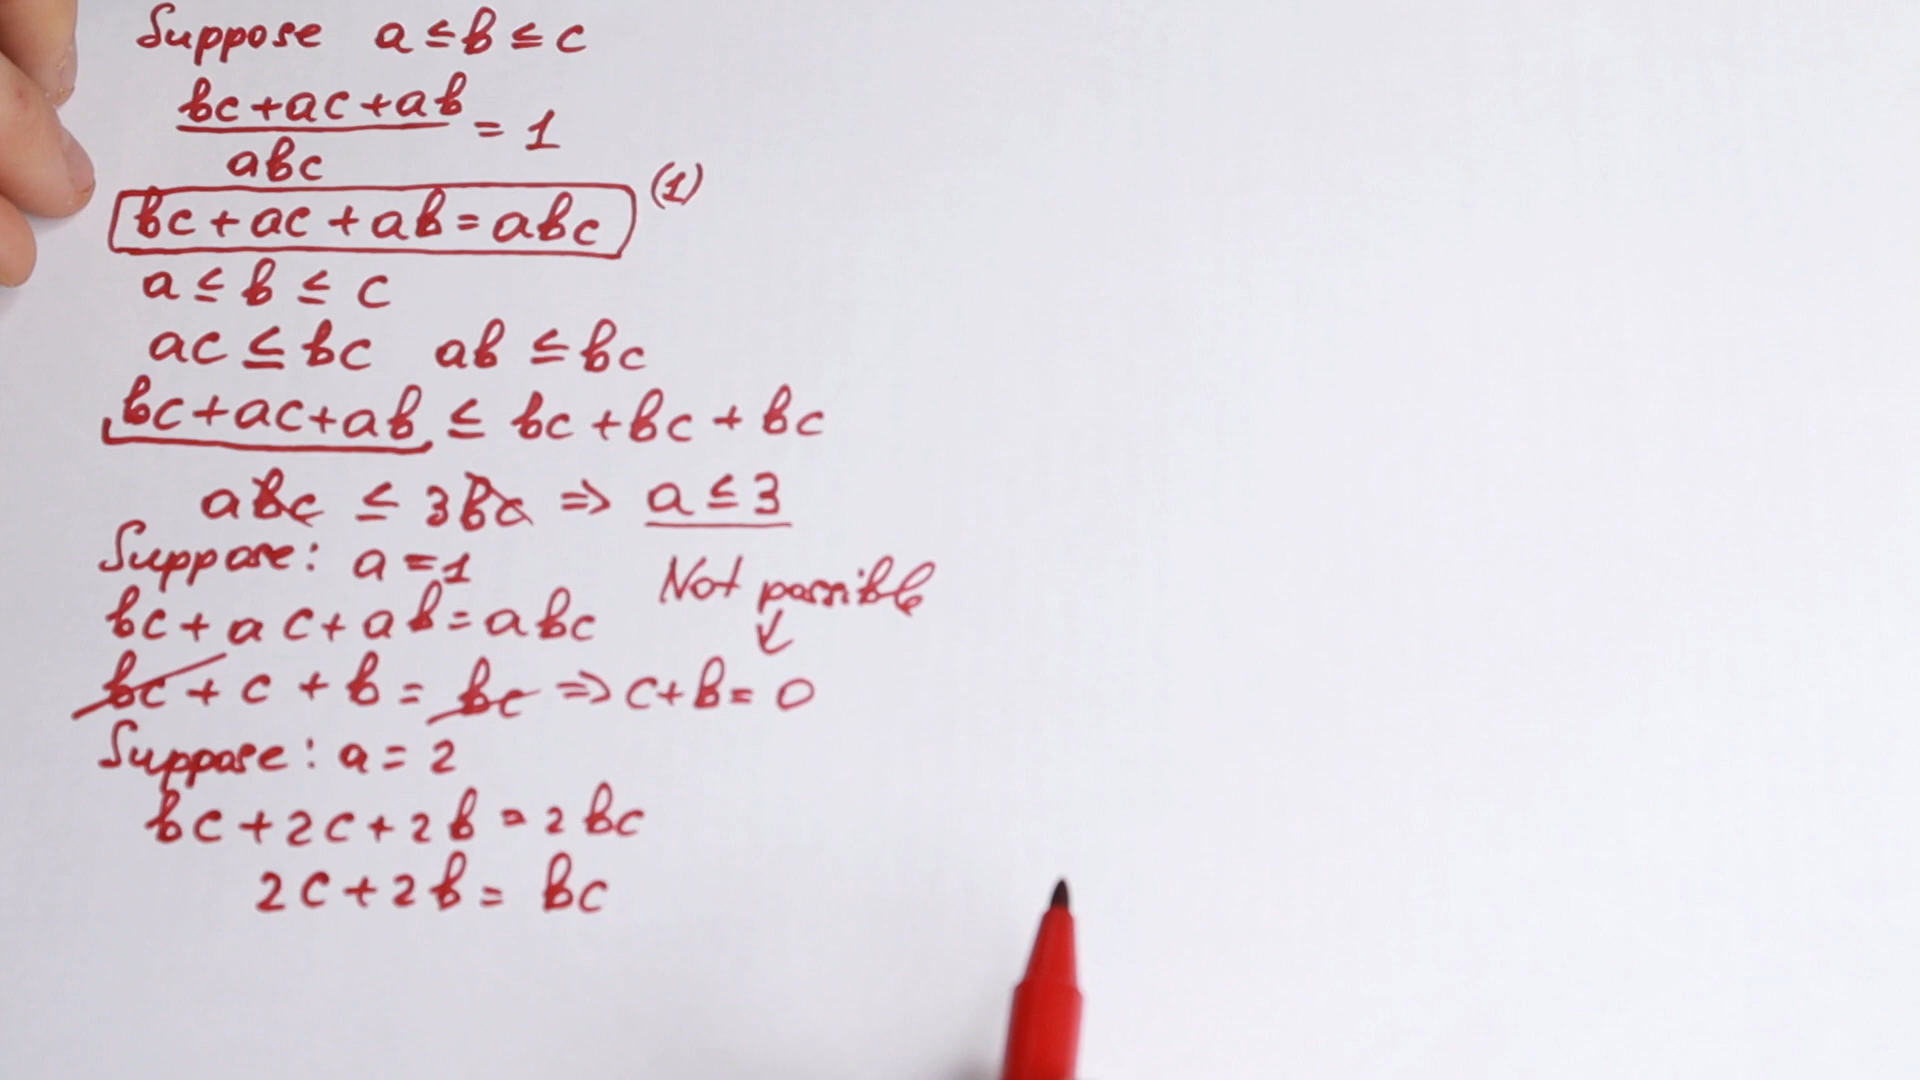 Suppose a ≤ b ≤ c
bc+ac+ab
abc
= 1
bc + ac + ab = abc (1)
a ≤ b ≤ c
ac ≤ bc ab ≤ bc
bc+ac+ab ≤ bc + bc + bc
abc ≤ 3bc ⇒ a ≤ 3
Suppose: a = 1
Not possible
bc + ac + ab = abc
↓
bc + c + b = bc ⇒ c + b = 0
Suppose: a = 2
bc + 2c + 2b = 2bc
2c + 2b = bc